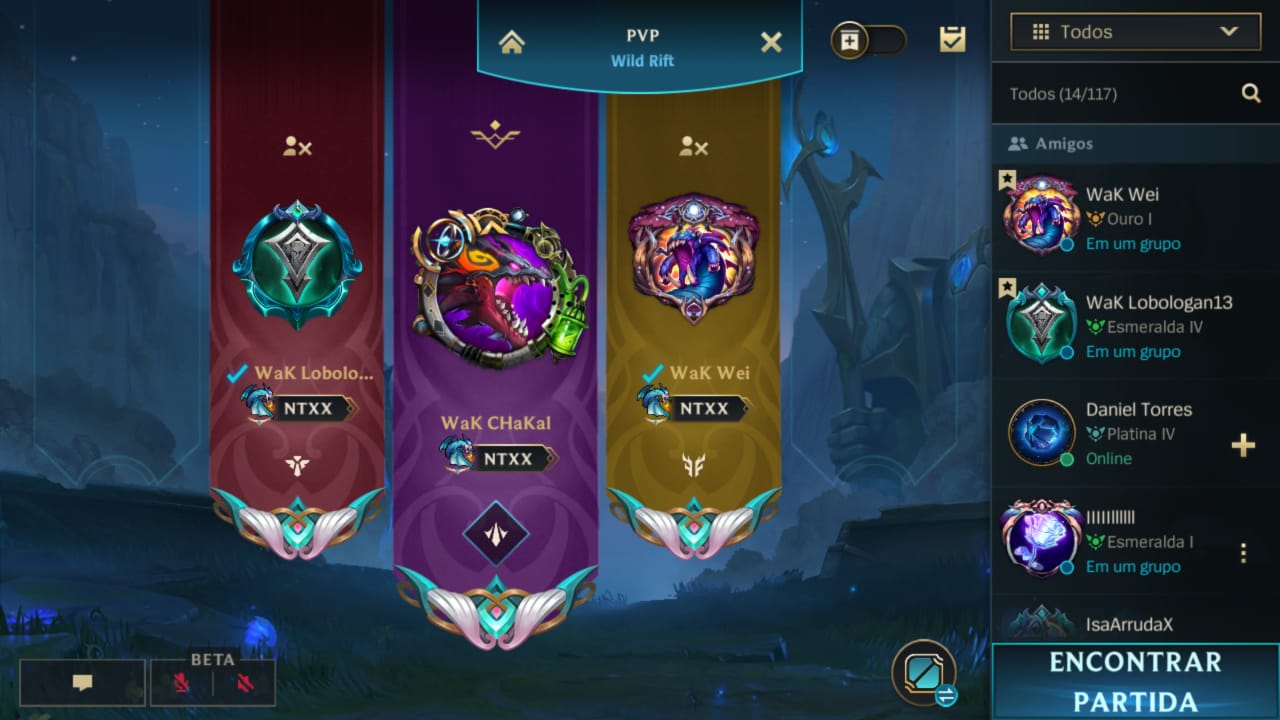 PVP
Wild Rift
WaK Lobolo...
NTXX
WaK CHaKal
NTXX
WaK Wei
NTXX
BETA
Todos
Todos (14/117)
Amigos
WaK Wei
Ouro I
Em um grupo
WaK Lobologan13
Esmeralda IV
Em um grupo
Daniel Torres
Platina IV
Online
Esmeralda I
Em um grupo
IsaArrudaX
ENCONTRAR
PARTIDA